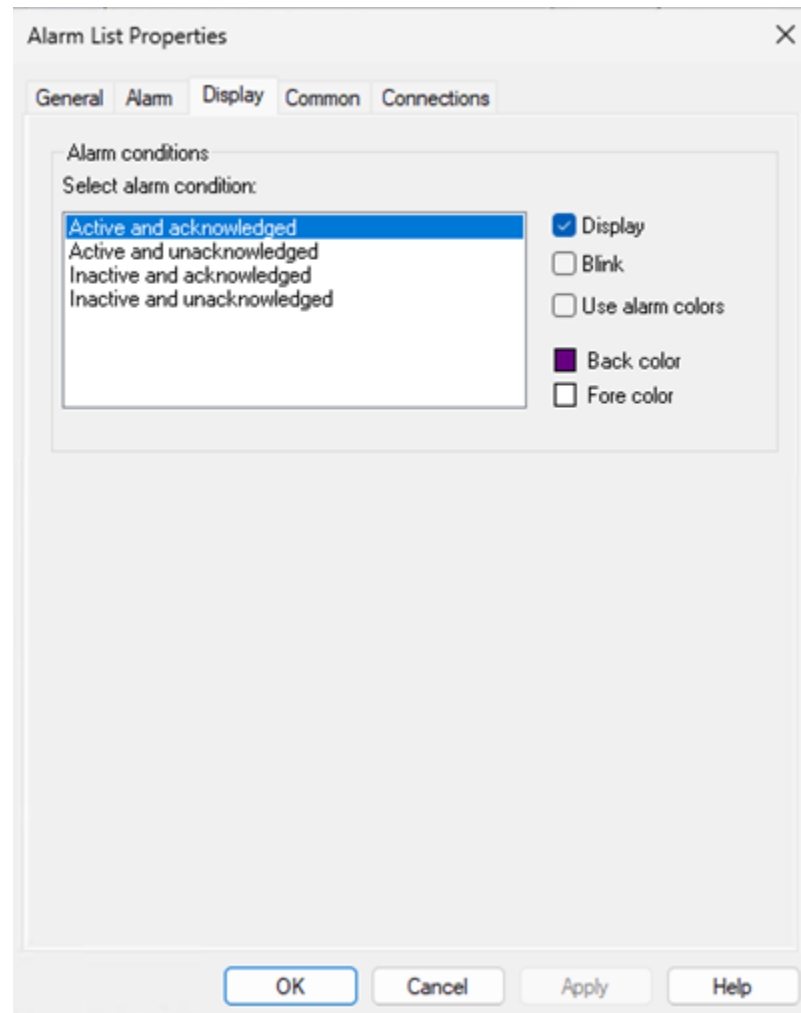 Alarm List Properties
General Alarm Display Common Connections
Alarm conditions
Select alarm condition:
Active and acknowledged
Active and unacknowledged
Inactive and acknowledged
Inactive and unacknowledged
Display
Blink
Use alarm colors
Back color
Fore color
OK Cancel Apply Help